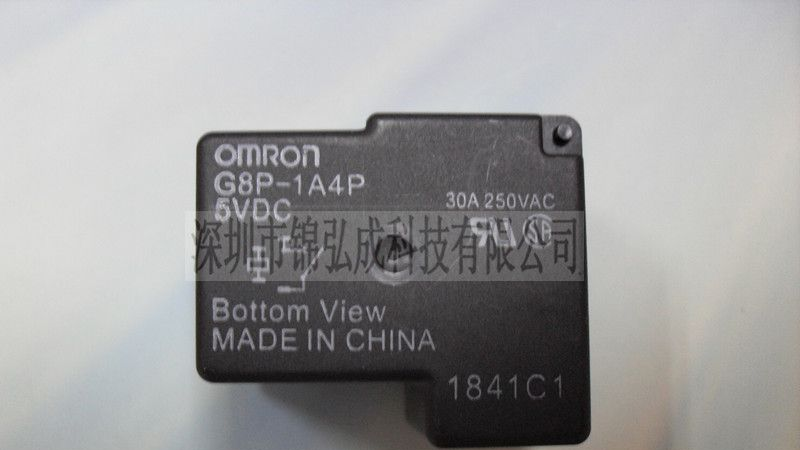 OMRON
G8P-1A4P
5VDC
30A 250VAC
深圳市锦弘成科技有限公司
Bottom View
MADE IN CHINA
1841C1